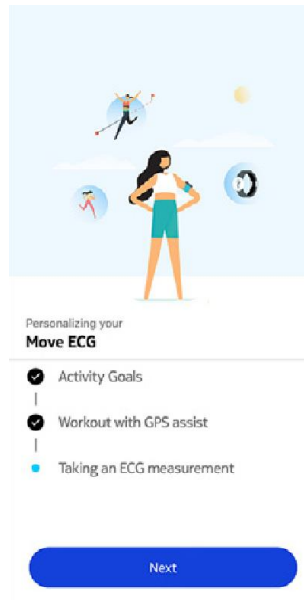 Personalizing your
Move ECG
Activity Goals
Workout with GPS assist
Taking an ECG measurement
Next